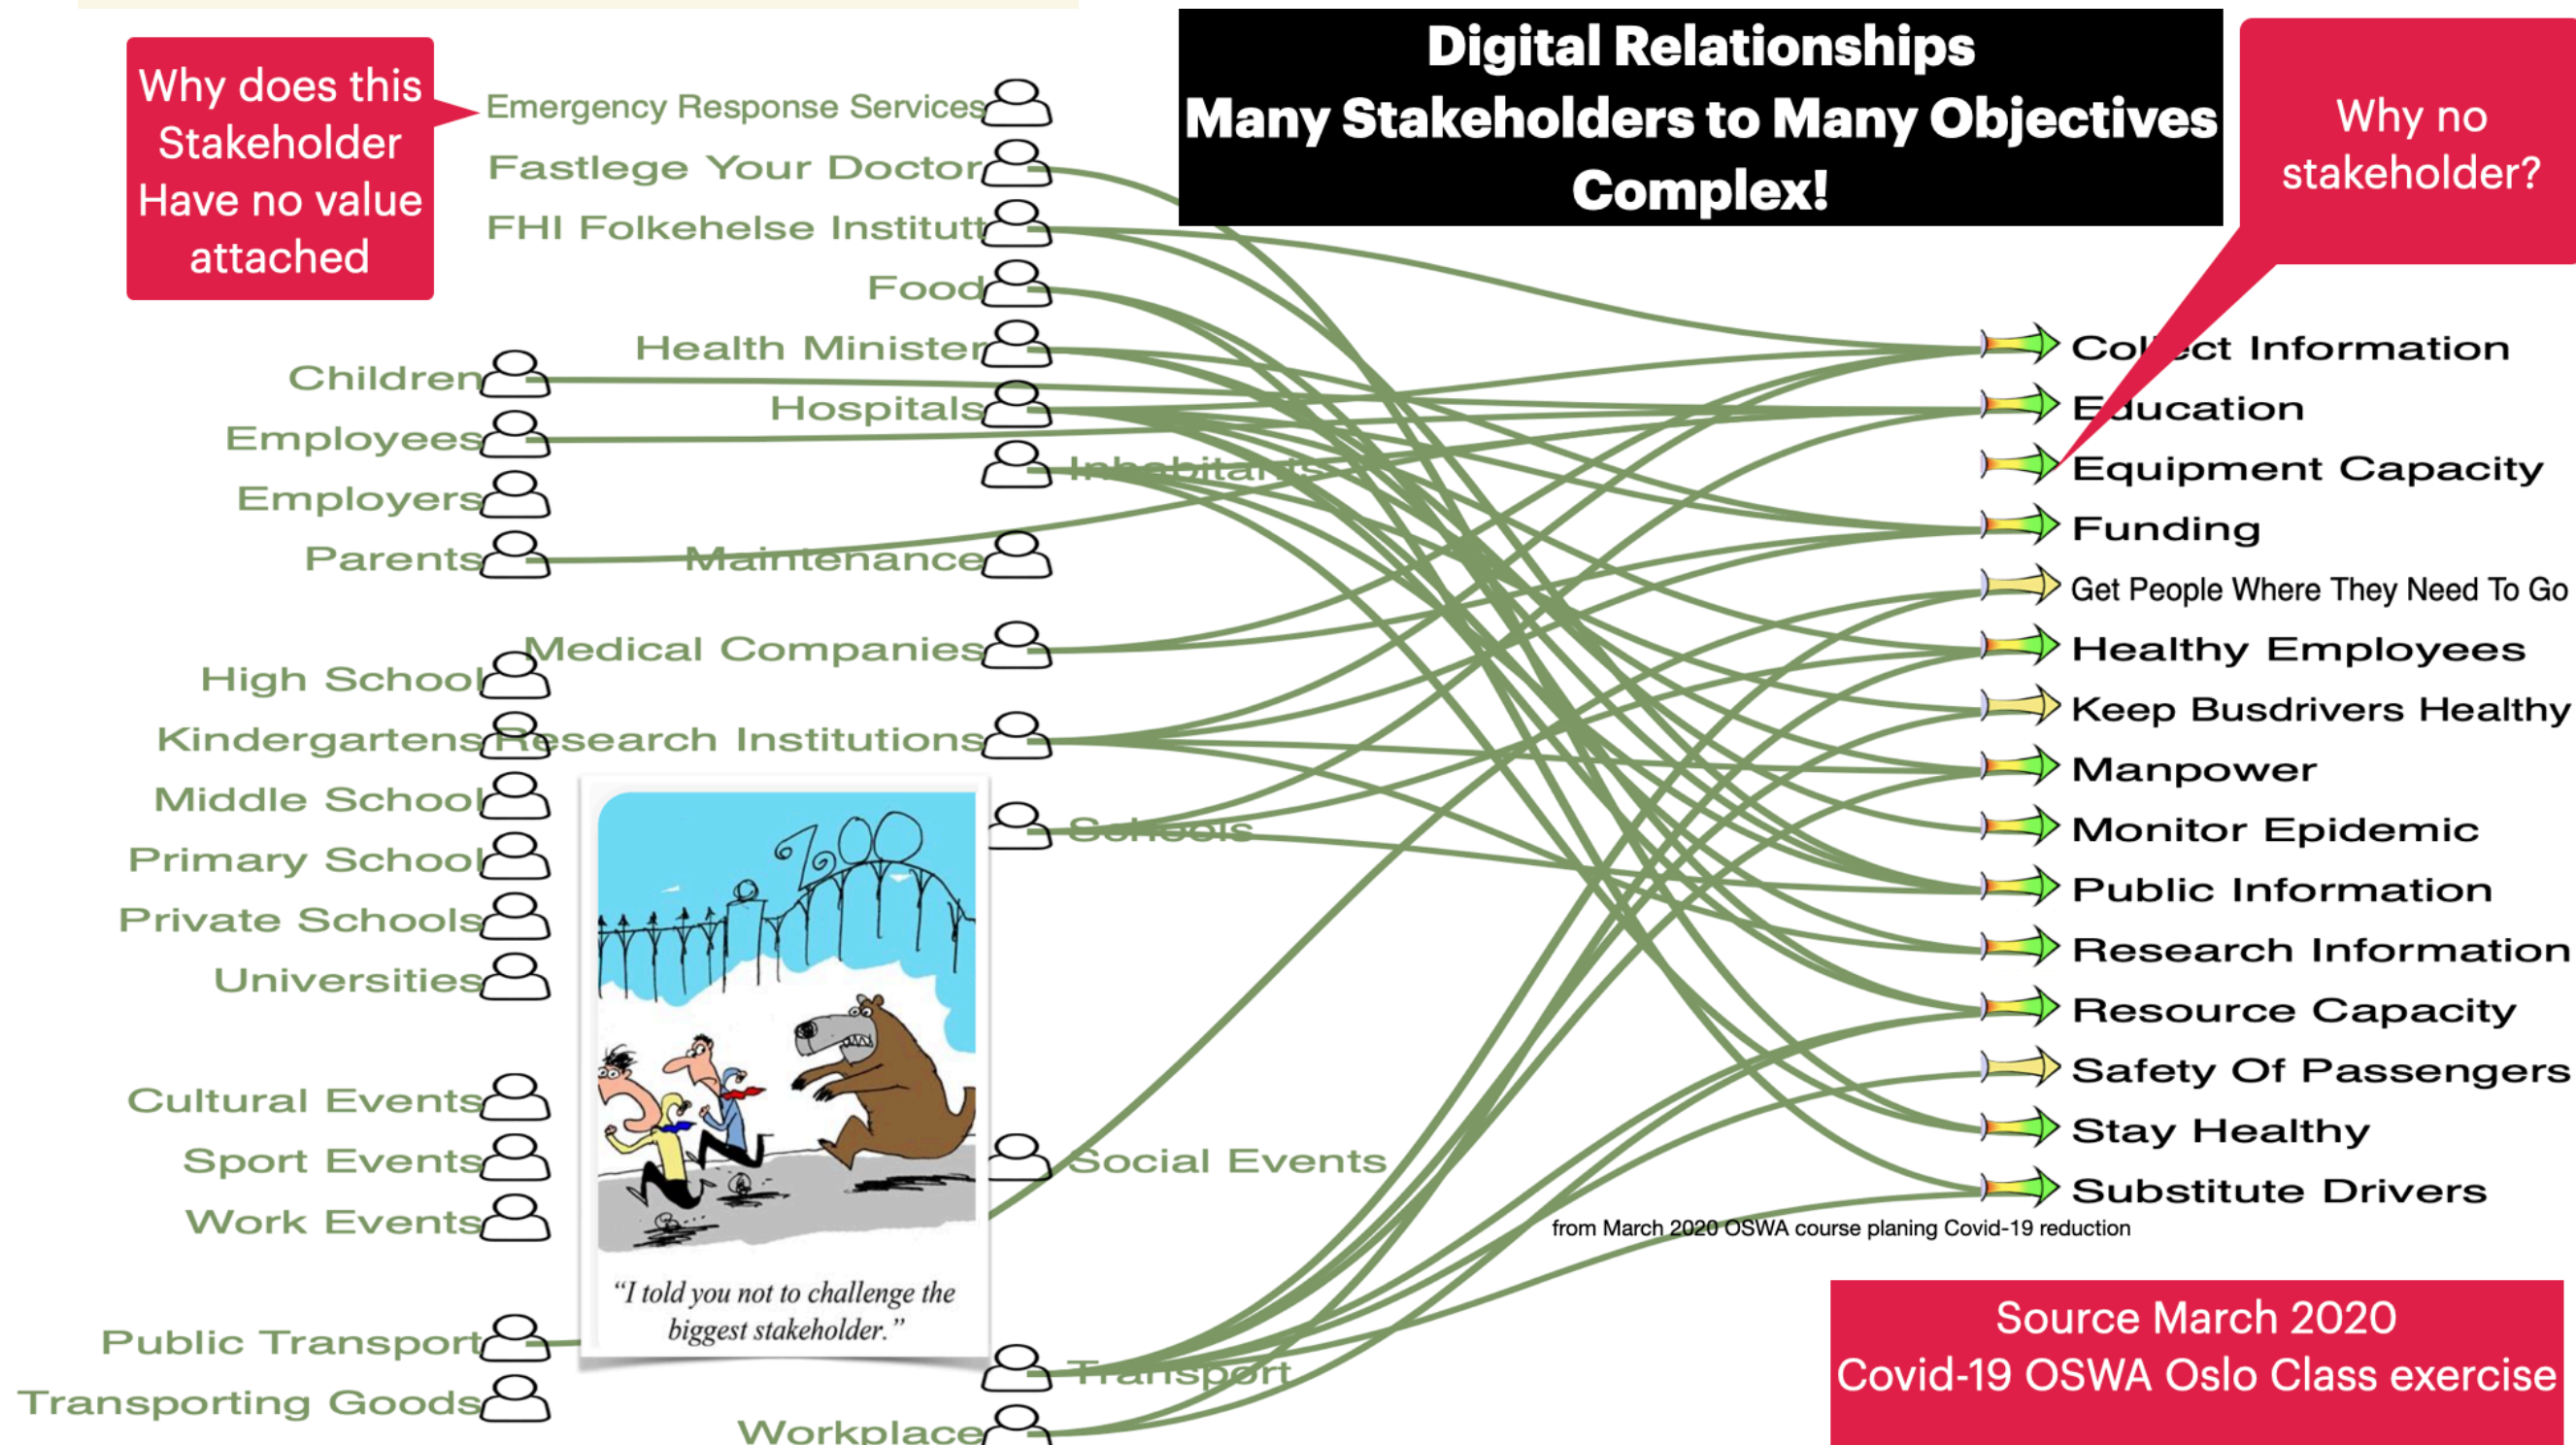 Digital Relationships
Many Stakeholders to Many Objectives
Complex!
Why does this
Stakeholder
Have no value
attached
Why no
stakeholder?
Emergency Response Services
Fastlege Your Doctor
FHI Folkehelse Institutt
Food
Health Minister
Hospitals
Inhabitants
Maintenance
Medical Companies
Research Institutions
Schools
Social Events
Transport
Workplace
Children
Employees
Employers
Parents
High School
Kindergartens
Middle School
Primary School
Private Schools
Universities
Cultural Events
Sport Events
Work Events
Public Transport
Transporting Goods
ZOO
“I told you not to challenge the
biggest stakeholder.”
Collect Information
Education
Equipment Capacity
Funding
Get People Where They Need To Go
Healthy Employees
Keep Busdrivers Healthy
Manpower
Monitor Epidemic
Public Information
Research Information
Resource Capacity
Safety Of Passengers
Stay Healthy
Substitute Drivers
from March 2020 OSWA course planing Covid-19 reduction
Source March 2020
Covid-19 OSWA Oslo Class exercise